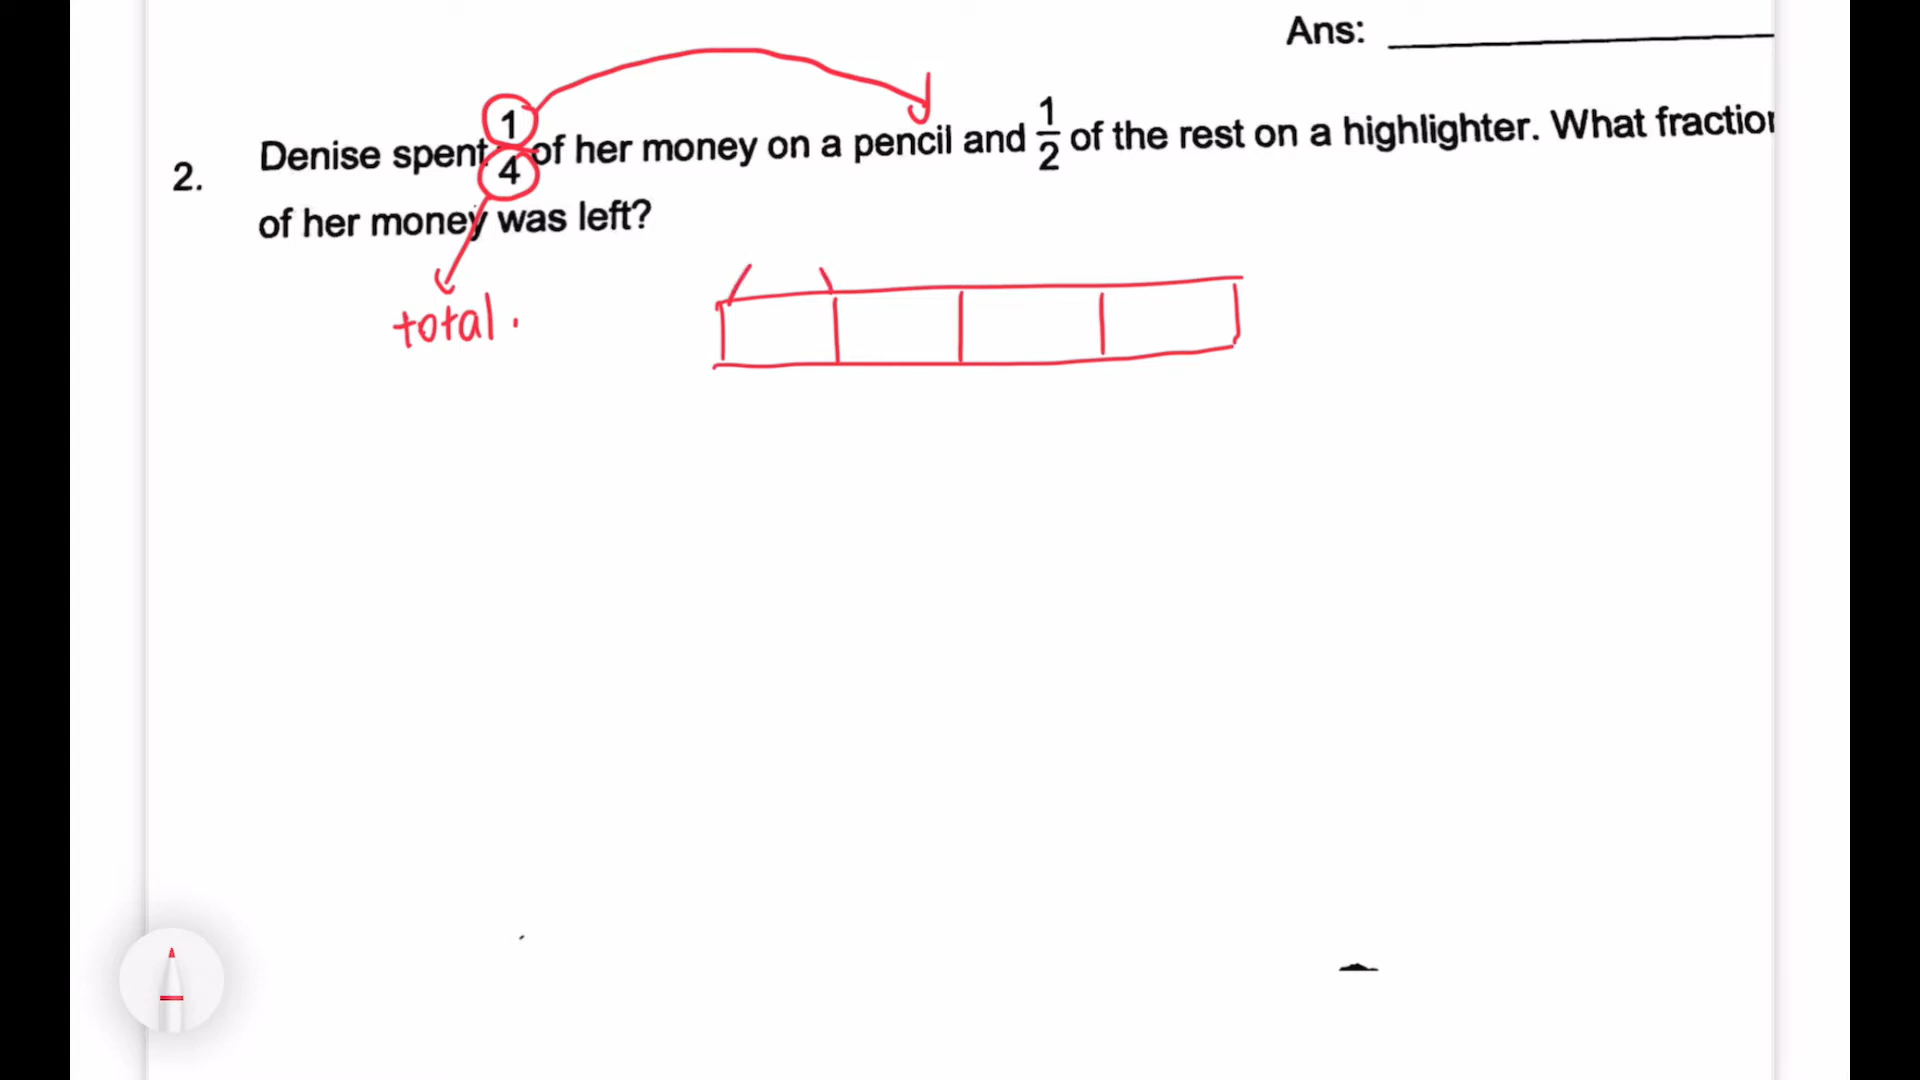 Ans:
2. Denise spent 1/4 of her money on a pencil and 1/2 of the rest on a highlighter. What fraction
of her money was left?
total.